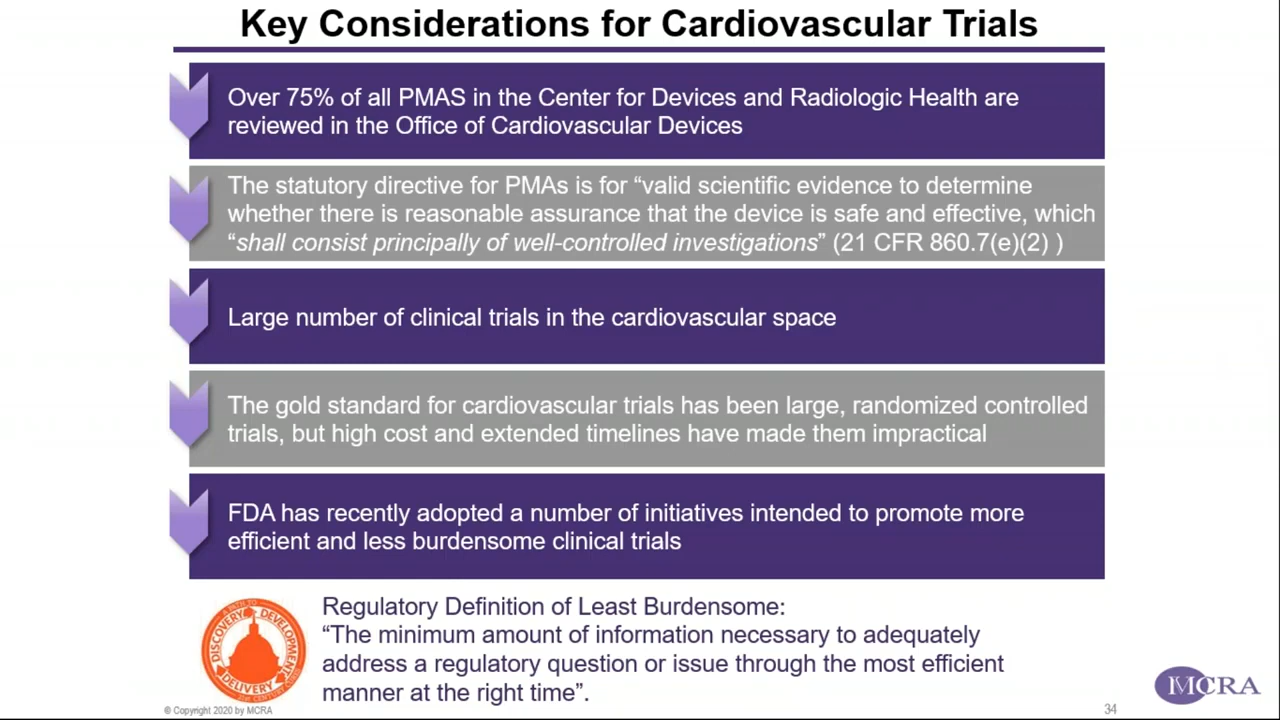 Key Considerations for Cardiovascular Trials
Over 75% of all PMAS in the Center for Devices and Radiologic Health are
reviewed in the Office of Cardiovascular Devices
The statutory directive for PMAs is for “valid scientific evidence to determine
whether there is reasonable assurance that the device is safe and effective, which
“shall consist principally of well-controlled investigations” (21 CFR 860.7(e)(2) )
Large number of clinical trials in the cardiovascular space
The gold standard for cardiovascular trials has been large, randomized controlled
trials, but high cost and extended timelines have made them impractical
FDA has recently adopted a number of initiatives intended to promote more
efficient and less burdensome clinical trials
A PATH TO
DISCOVERY
DEVELOPMENT
DELIVERY
Regulatory Definition of Least Burdensome:
“The minimum amount of information necessary to adequately
address a regulatory question or issue through the most efficient
manner at the right time”.
© Copyright 2020 by MCRA
34
MCRA